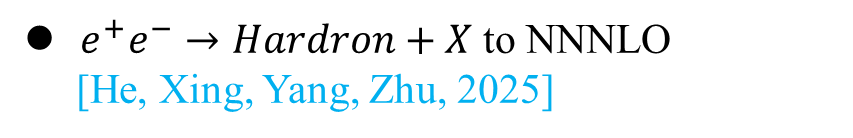 ● e⁺e⁻ → Hardron + X to NNNLO
[He, Xing, Yang, Zhu, 2025]